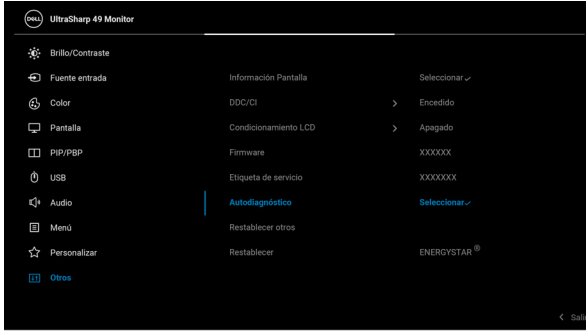 DELL UltraSharp 49 Monitor
Brillo/Contraste
Fuente entrada
Información Pantalla Seleccionar
Color
DDC/CI Encedido
Pantalla
Condicionamiento LCD Apagado
PIP/PBP
Firmware XXXXXX
USB
Etiqueta de servicio XXXXXXX
Audio
Autodiagnóstico Seleccionar
Menú
Restablecer otros
Personalizar
Restablecer ENERGYSTAR ®
Otros
Salir